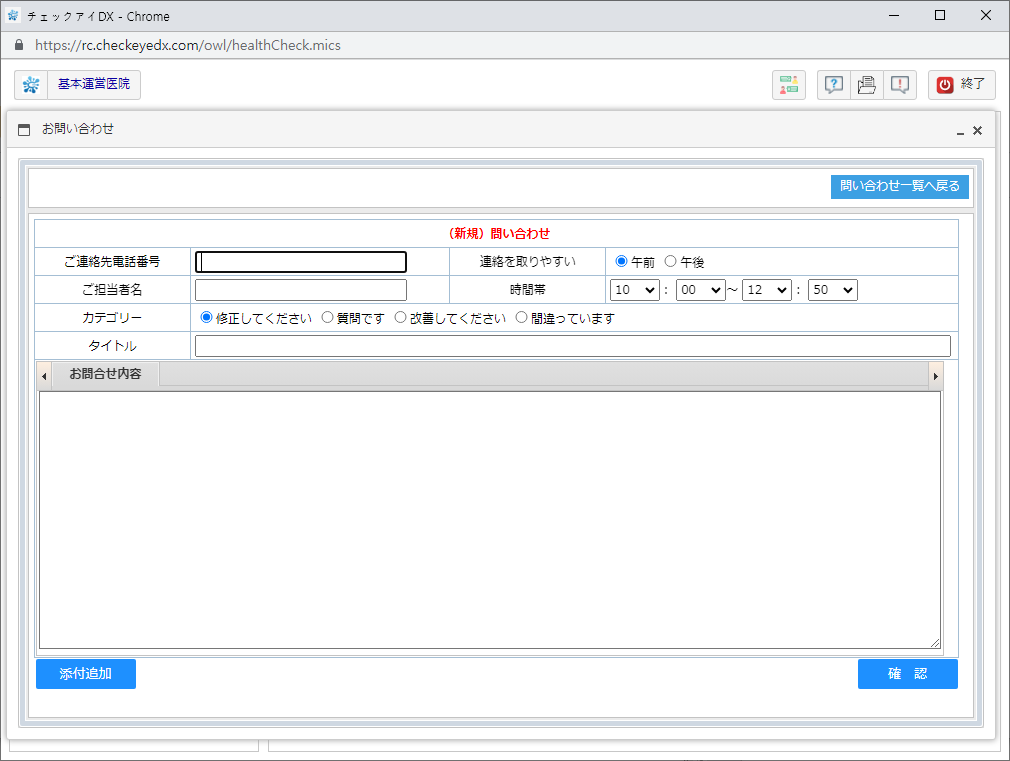 チェックアイDX - Chrome
https://rc.checkeyedx.com/owl/healthCheck.mics
基本運営医院
終了
お問い合わせ
問い合わせ一覧へ戻る
（新規）問い合わせ
ご連絡先電話番号 連絡を取りやすい 午前 午後
ご担当者名 時間帯 10 : 00 ～ 12 : 50
カテゴリー 修正してください 質問です 改善してください 間違っています
タイトル
お問合せ内容
添付追加 確　認